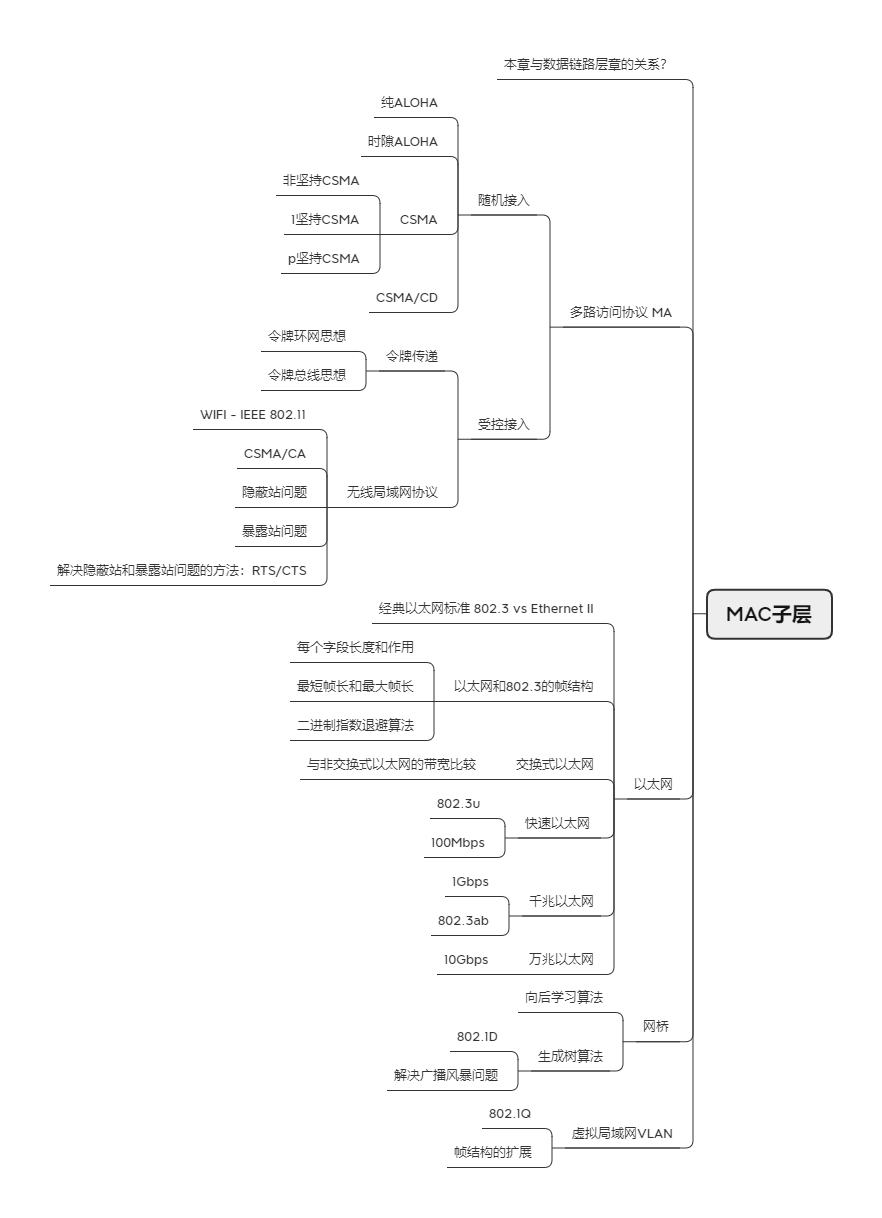 本章与数据链路层章的关系？
纯ALOHA
时隙ALOHA
非坚持CSMA
1坚持CSMA
p坚持CSMA
CSMA
CSMA/CD
随机接入
令牌环网思想
令牌总线思想
令牌传递
WIFI - IEEE 802.11
CSMA/CA
隐蔽站问题
暴露站问题
解决隐蔽站和暴露站问题的方法：RTS/CTS
无线局域网协议
受控接入
多路访问协议 MA
经典以太网标准 802.3 vs Ethernet II
每个字段长度和作用
最短帧长和最大帧长
二进制指数退避算法
以太网和802.3的帧结构
与非交换式以太网的带宽比较
交换式以太网
802.3u
100Mbps
快速以太网
1Gbps
802.3ab
千兆以太网
10Gbps
万兆以太网
以太网
向后学习算法
802.1D
解决广播风暴问题
生成树算法
网桥
802.1Q
帧结构的扩展
虚拟局域网VLAN
MAC子层